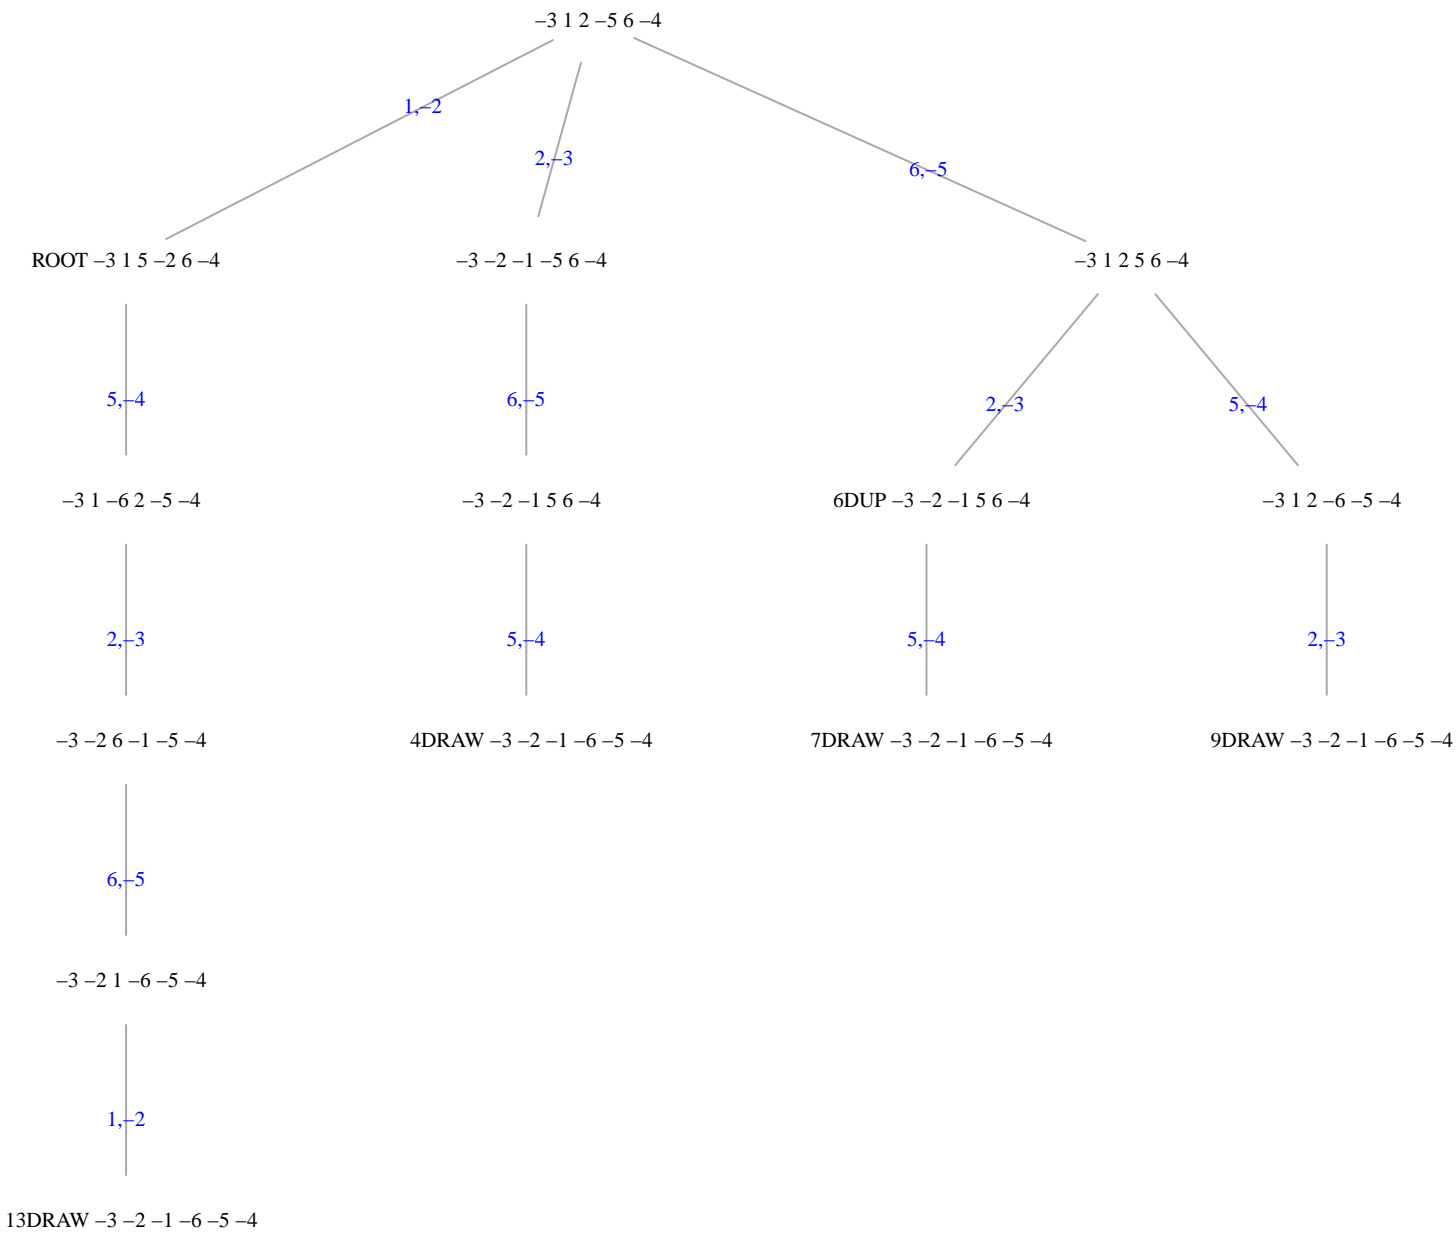 –3 1 2 –5 6 –4
1,–2
2,–3
6,–5
ROOT –3 1 5 –2 6 –4
–3 –2 –1 –5 6 –4
–3 1 2 5 6 –4
5,–4
6,–5
2,–3
5,–4
–3 1 –6 2 –5 –4
–3 –2 –1 5 6 –4
6DUP –3 –2 –1 5 6 –4
–3 1 2 –6 –5 –4
2,–3
5,–4
5,–4
2,–3
–3 –2 6 –1 –5 –4
4DRAW –3 –2 –1 –6 –5 –4
7DRAW –3 –2 –1 –6 –5 –4
9DRAW –3 –2 –1 –6 –5 –4
6,–5
–3 –2 1 –6 –5 –4
1,–2
13DRAW –3 –2 –1 –6 –5 –4